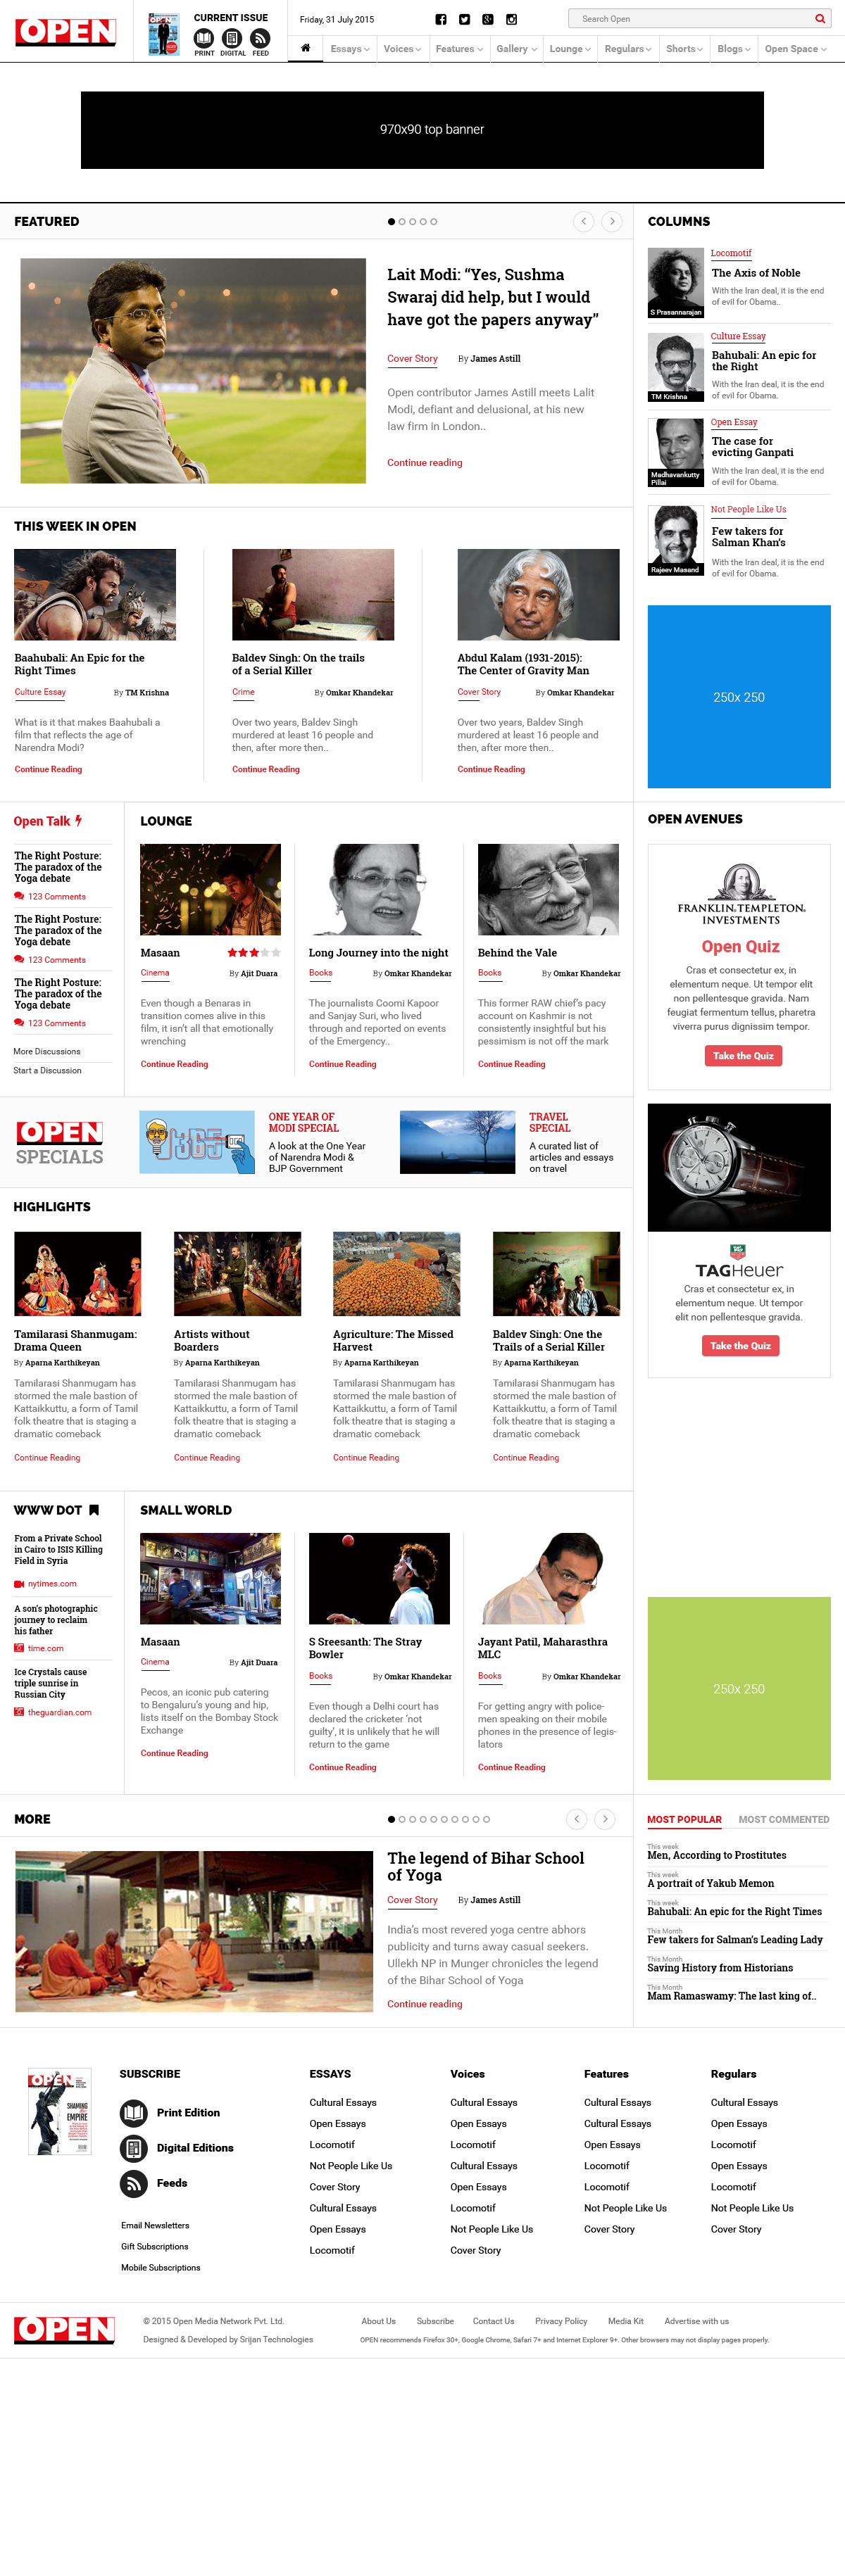 OPEN
OPEN
CURRENT ISSUE
PRINT DIGITAL FEED
Friday, 31 July 2015
Search Open
Essays Voices Features Gallery Lounge Regulars Shorts Blogs Open Space
970x90 top banner
FEATURED
Lait Modi: “Yes, Sushma
Swaraj did help, but I would
have got the papers anyway”
Cover Story By James Astill
Open contributor James Astill meets Lalit
Modi, defiant and delusional, at his new
law firm in London..
Continue reading
COLUMNS
S Prasannarajan
Locomotif
The Axis of Noble
With the Iran deal, it is the end
of evil for Obama..
TM Krishna
Culture Essay
Bahubali: An epic for
the Right
With the Iran deal, it is the end
of evil for Obama.
Madhavankutty
Pillai
Open Essay
The case for
evicting Ganpati
With the Iran deal, it is the end
of evil for Obama.
Rajeev Masand
Not People Like Us
Few takers for
Salman Khan’s
With the Iran deal, it is the end
of evil for Obama.
250x 250
THIS WEEK IN OPEN
Baahubali: An Epic for the
Right Times
Culture Essay By TM Krishna
What is it that makes Baahubali a
film that reflects the age of
Narendra Modi?
Continue Reading
Baldev Singh: On the trails
of a Serial Killer
Crime By Omkar Khandekar
Over two years, Baldev Singh
murdered at least 16 people and
then, after more then..
Continue Reading
Abdul Kalam (1931-2015):
The Center of Gravity Man
Cover Story By Omkar Khandekar
Over two years, Baldev Singh
murdered at least 16 people and
then, after more then..
Continue Reading
Open Talk
The Right Posture:
The paradox of the
Yoga debate
123 Comments
The Right Posture:
The paradox of the
Yoga debate
123 Comments
The Right Posture:
The paradox of the
Yoga debate
123 Comments
More Discussions
Start a Discussion
LOUNGE
Masaan
Cinema By Ajit Duara
Even though a Benaras in
transition comes alive in this
film, it isn’t all that emotionally
wrenching
Continue Reading
Long Journey into the night
Books By Omkar Khandekar
The journalists Coomi Kapoor
and Sanjay Suri, who lived
through and reported on events
of the Emergency..
Continue Reading
Behind the Vale
Books By Omkar Khandekar
This former RAW chief’s pacy
account on Kashmir is not
consistently insightful but his
pessimism is not off the mark
Continue Reading
OPEN AVENUES
FRANKLIN TEMPLETON
INVESTMENTS
Open Quiz
Cras et consectetur ex, in
elementum neque. Ut tempor elit
non pellentesque gravida. Nam
feugiat fermentum tellus, pharetra
viverra purus dignissim tempor.
Take the Quiz
TAG
TAGHeuer
Cras et consectetur ex, in
elementum neque. Ut tempor
elit non pellentesque gravida.
Take the Quiz
OPEN
SPECIALS
365
ONE YEAR OF
MODI SPECIAL
A look at the One Year
of Narendra Modi &
BJP Government
TRAVEL
SPECIAL
A curated list of
articles and essays
on travel
HIGHLIGHTS
Tamilarasi Shanmugam:
Drama Queen
By Aparna Karthikeyan
Tamilarasi Shanmugam has
stormed the male bastion of
Kattaikkuttu, a form of Tamil
folk theatre that is staging a
dramatic comeback
Continue Reading
Artists without
Boarders
By Aparna Karthikeyan
Tamilarasi Shanmugam has
stormed the male bastion of
Kattaikkuttu, a form of Tamil
folk theatre that is staging a
dramatic comeback
Continue Reading
Agriculture: The Missed
Harvest
By Aparna Karthikeyan
Tamilarasi Shanmugam has
stormed the male bastion of
Kattaikkuttu, a form of Tamil
folk theatre that is staging a
dramatic comeback
Continue Reading
Baldev Singh: One the
Trails of a Serial Killer
By Aparna Karthikeyan
Tamilarasi Shanmugam has
stormed the male bastion of
Kattaikkuttu, a form of Tamil
folk theatre that is staging a
dramatic comeback
Continue Reading
WWW DOT
From a Private School
in Cairo to ISIS Killing
Field in Syria
nytimes.com
A son's photographic
journey to reclaim
his father
time.com
Ice Crystals cause
triple sunrise in
Russian City
theguardian.com
SMALL WORLD
Masaan
Cinema By Ajit Duara
Pecos, an iconic pub catering
to Bengaluru’s young and hip,
lists itself on the Bombay Stock
Exchange
Continue Reading
S Sreesanth: The Stray
Bowler
Books By Omkar Khandekar
Even though a Delhi court has
declared the cricketer ‘not
guilty’, it is unlikely that he will
return to the game
Continue Reading
Jayant Patil, Maharasthra
MLC
Books By Omkar Khandekar
For getting angry with police-
men speaking on their mobile
phones in the presence of legis-
lators
Continue Reading
250x 250
MORE
The legend of Bihar School
of Yoga
Cover Story By James Astill
India’s most revered yoga centre abhors
publicity and turns away casual seekers.
Ullekh NP in Munger chronicles the legend
of the Bihar School of Yoga
Continue reading
MOST POPULAR MOST COMMENTED
This week
Men, According to Prostitutes
This week
A portrait of Yakub Memon
This week
Bahubali: An epic for the Right Times
This Month
Few takers for Salman’s Leading Lady
This Month
Saving History from Historians
This Month
Mam Ramaswamy: The last king of..
OPEN
SHAMING
THE
EMPIRE
SUBSCRIBE
Print Edition
Digital Editions
Feeds
Email Newsletters
Gift Subscriptions
Mobile Subscriptions
ESSAYS
Cultural Essays
Open Essays
Locomotif
Not People Like Us
Cover Story
Cultural Essays
Open Essays
Locomotif
Voices
Cultural Essays
Open Essays
Locomotif
Cultural Essays
Open Essays
Locomotif
Not People Like Us
Cover Story
Features
Cultural Essays
Cultural Essays
Open Essays
Locomotif
Locomotif
Not People Like Us
Cover Story
Regulars
Cultural Essays
Open Essays
Locomotif
Open Essays
Locomotif
Not People Like Us
Cover Story
OPEN
© 2015 Open Media Network Pvt. Ltd.
Designed & Developed by Srijan Technologies
About Us Subscribe Contact Us Privacy Policy Media Kit Advertise with us
OPEN recommends Firefox 30+, Google Chrome, Safari 7+ and Internet Explorer 9+. Other browsers may not display pages properly.